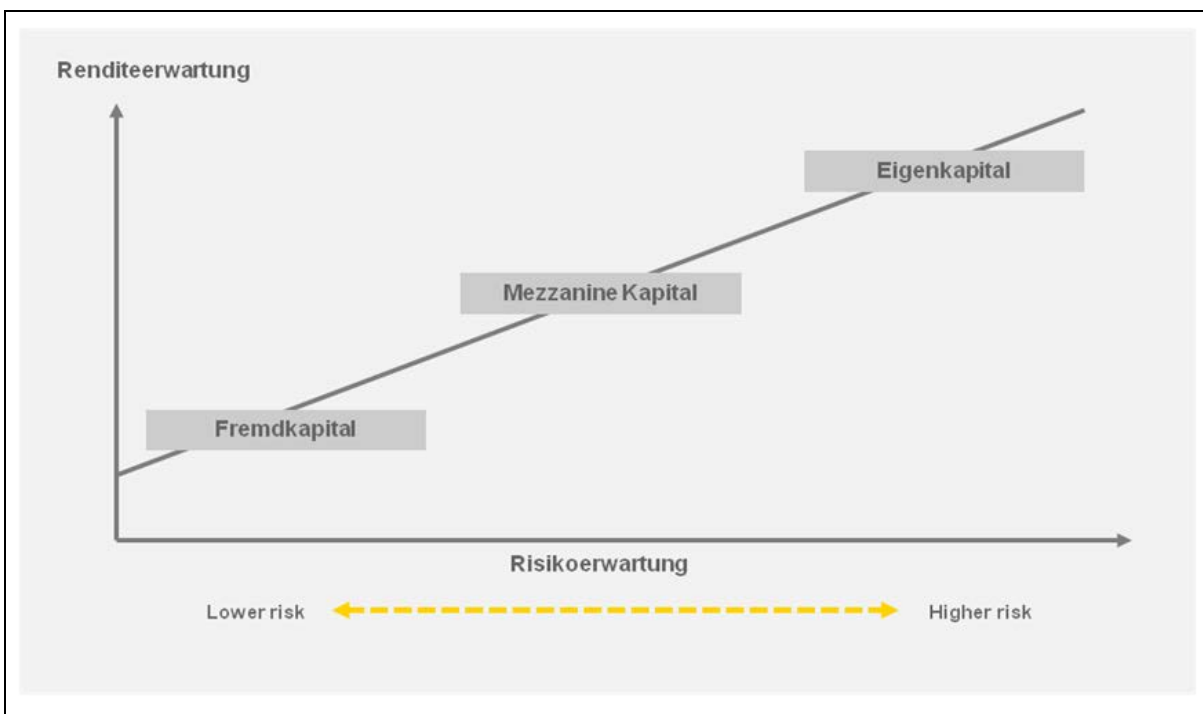 Renditeerwartung
Eigenkapital
Mezzanine Kapital
Fremdkapital
Risikoerwartung
Lower risk
Higher risk